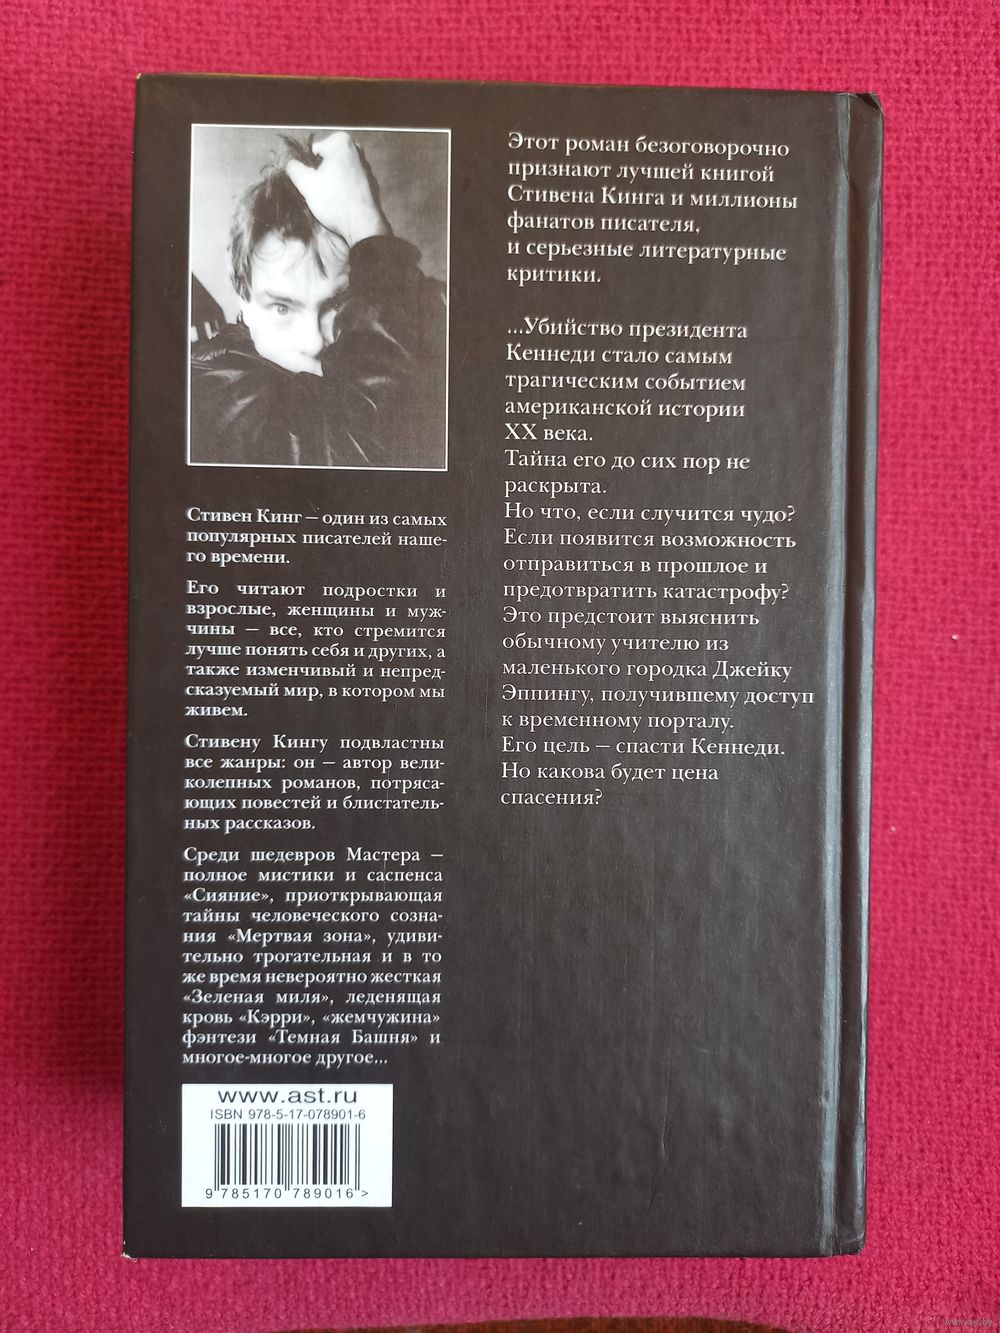 Стивен Кинг — один из самых
популярных писателей наше-
го времени.
Его читают подростки и
взрослые, женщины и муж-
чины — все, кто стремится
лучше понять себя и других, а
также изменчивый и непред-
сказуемый мир, в котором мы
живем.
Стивену Кингу подвластны
все жанры: он — автор вели-
колепных романов, потряса-
ющих повестей и блистатель-
ных рассказов.
Среди шедевров Мастера —
полное мистики и саспенса
«Сияние», приоткрывающая
тайны человеческого созна-
ния «Мертвая зона», удиви-
тельно трогательная и в то
же время невероятно жесткая
«Зеленая миля», леденящая
кровь «Кэрри», «жемчужина»
фэнтези «Темная Башня» и
многое-многое другое...
www.ast.ru
ISBN 978-5-17-078901-6
9 785170 789016 >
Этот роман безоговорочно
признают лучшей книгой
Стивена Кинга и миллионы
фанатов писателя,
и серьезные литературные
критики.
...Убийство президента
Кеннеди стало самым
трагическим событием
американской истории
XX века.
Тайна его до сих пор не
раскрыта.
Но что, если случится чудо?
Если появится возможность
отправиться в прошлое и
предотвратить катастрофу?
Это предстоит выяснить
обычному учителю из
маленького городка Джейку
Эппингу, получившему доступ
к временному порталу.
Его цель — спасти Кеннеди.
Но какова будет цена
спасения?
www.ay.by